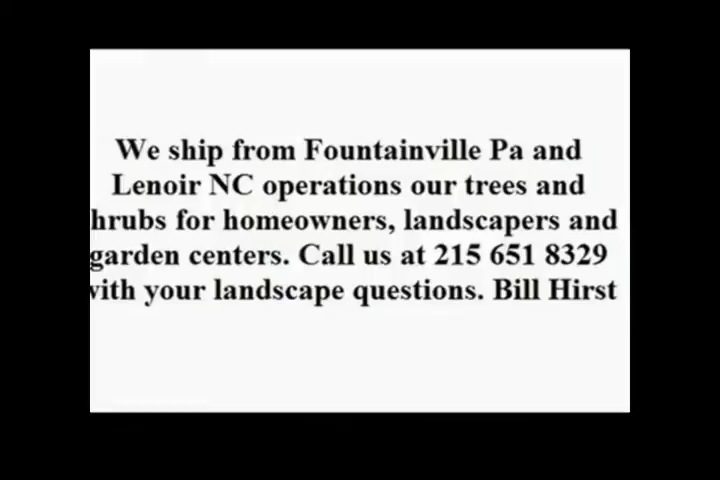 We ship from Fountainville Pa and
Lenoir NC operations our trees and
hrubs for homeowners, landscapers and
garden centers. Call us at 215 651 8329
with your landscape questions. Bill Hirst